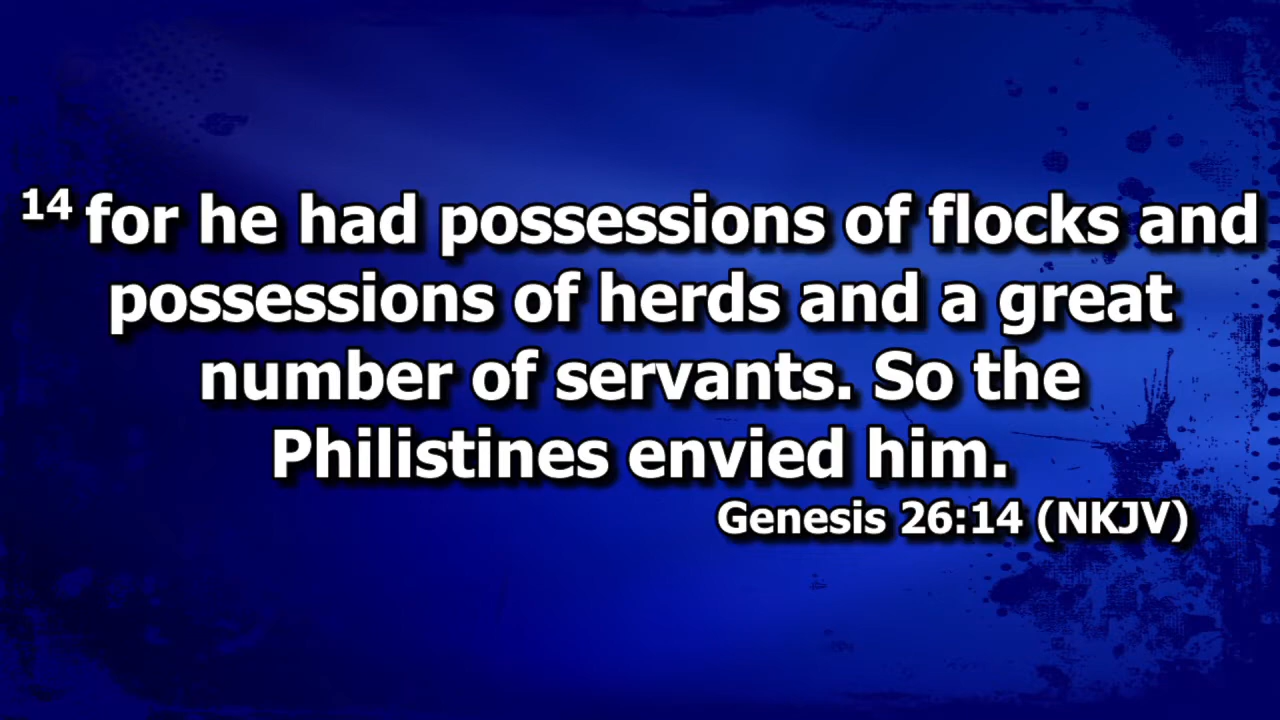 14 for he had possessions of flocks and
possessions of herds and a great
number of servants. So the
Philistines envied him.
Genesis 26:14 (NKJV)